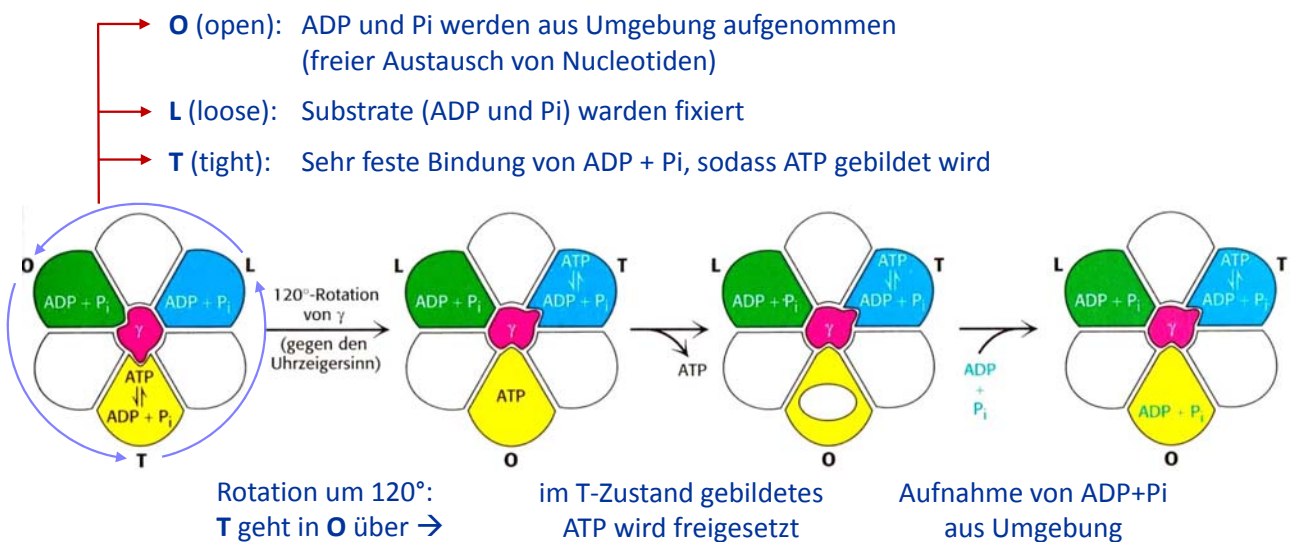 O (open): ADP und Pi werden aus Umgebung aufgenommen
(freier Austausch von Nucleotiden)
L (loose): Substrate (ADP und Pi) warden fixiert
T (tight): Sehr feste Bindung von ADP + Pi, sodass ATP gebildet wird
O
ADP + Pi
L
ADP + Pi
γ
ATP
⇌
ADP + Pi
T
120°-Rotation
von γ
(gegen den
Uhrzeigersinn)
L
ADP + Pi
T
ATP
⇌
ADP + Pi
γ
ATP
O
ATP
L
ADP + Pi
T
ATP
⇌
ADP + Pi
γ
O
ADP
+
Pi
L
ADP + Pi
T
ATP
⇌
ADP + Pi
γ
ADP + Pi
O
Rotation um 120°:
T geht in O über →
im T-Zustand gebildetes
ATP wird freigesetzt
Aufnahme von ADP+Pi
aus Umgebung